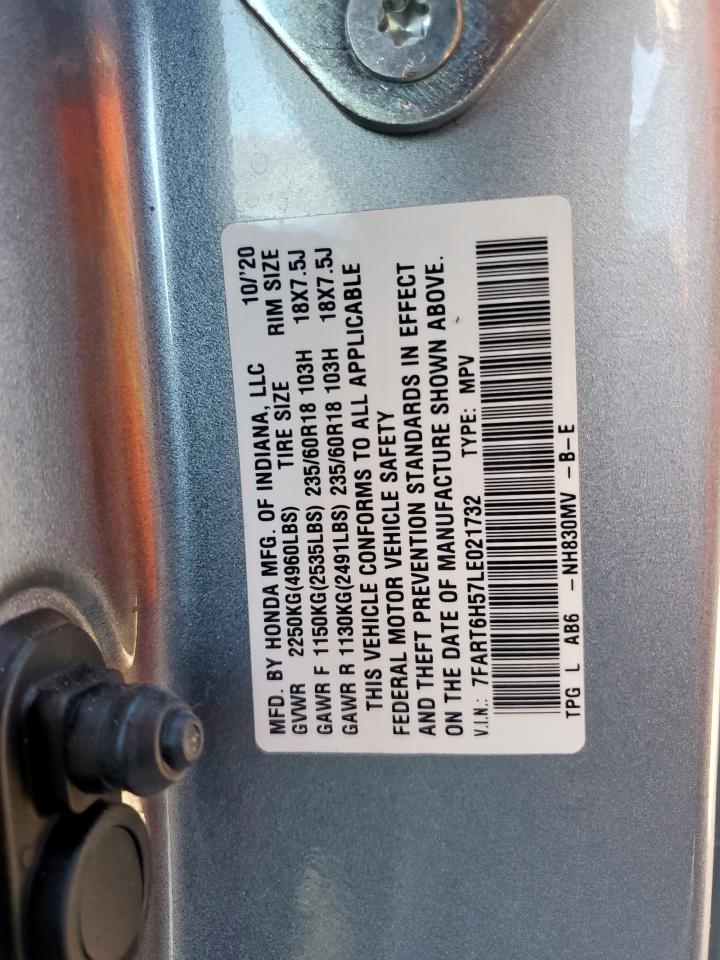 MFD. BY HONDA MFG. OF INDIANA, LLC 10/'20
GVWR 2250KG(4960LBS) TIRE SIZE RIM SIZE
GAWR F 1150KG(2535LBS) 235/60R18 103H 18X7.5J
GAWR R 1130KG(2491LBS) 235/60R18 103H 18X7.5J
THIS VEHICLE CONFORMS TO ALL APPLICABLE
FEDERAL MOTOR VEHICLE SAFETY
AND THEFT PREVENTION STANDARDS IN EFFECT
ON THE DATE OF MANUFACTURE SHOWN ABOVE.
V.I.N.: 7FART6H57LE021732 TYPE: MPV
TPG L AB6 -NH830MV -B-E